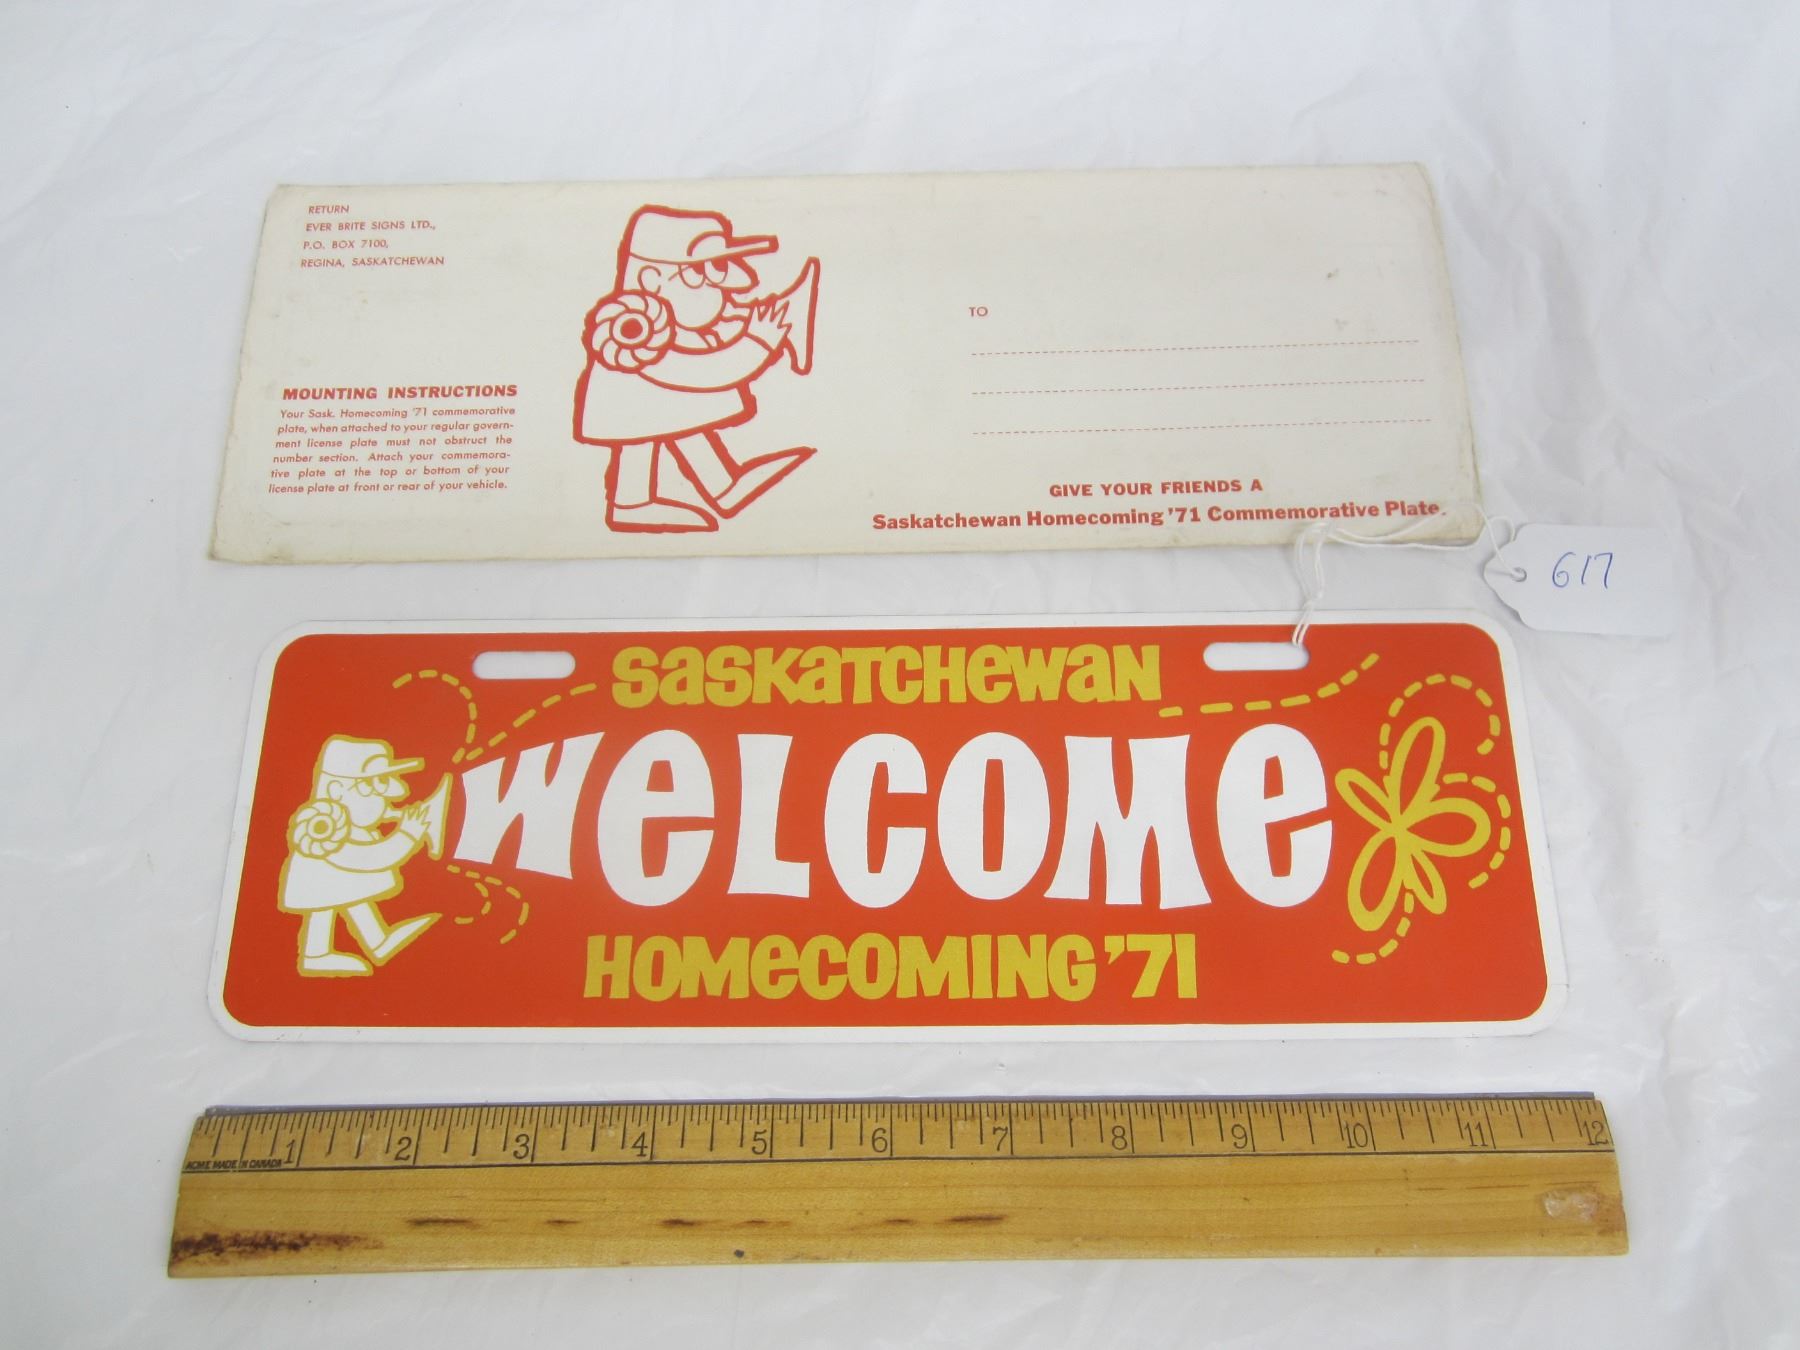 RETURN
EVER BRITE SIGNS LTD.,
P.O. BOX 7100,
REGINA, SASKATCHEWAN
MOUNTING INSTRUCTIONS
Your Sask. Homecoming '71 commemorative
plate, when attached to your regular govern-
ment license plate must not obstruct the
number section. Attach your commemora-
tive plate at the top or bottom of your
license plate at front or rear of your vehicle.
TO
GIVE YOUR FRIENDS A
Saskatchewan Homecoming '71 Commemorative Plate.
617
SaSKaTCHeWaN
WeLCOMe
HOMeCOMING '71
1 2 3 4 5 6 7 8 9 10 11 12
ACME MADE IN CANADA